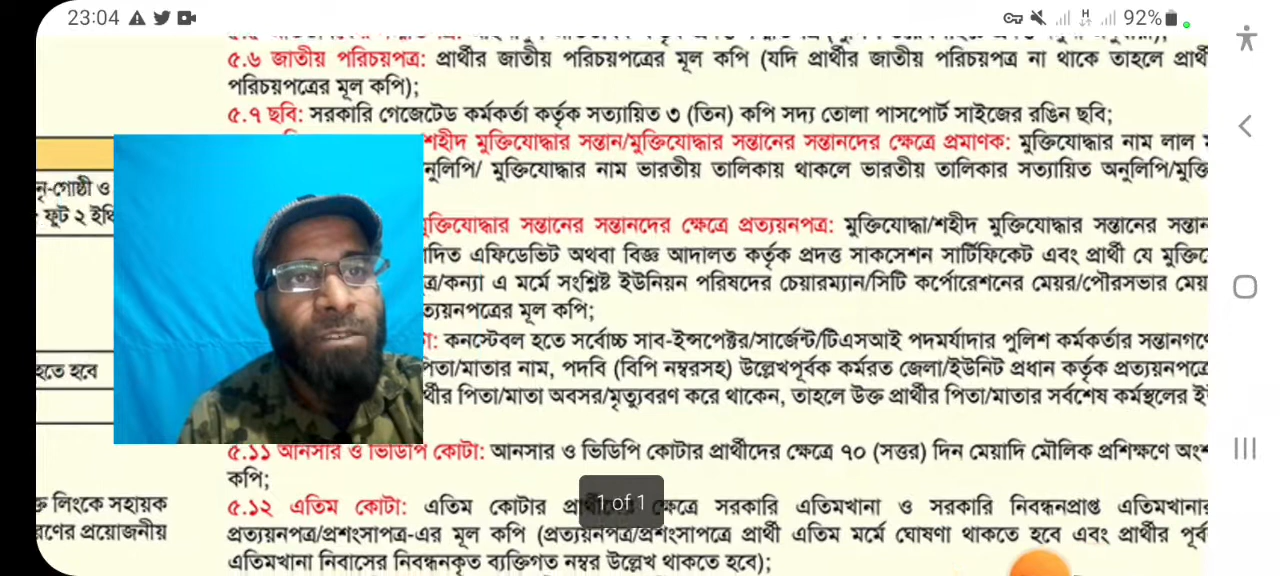 23:04
92%
৫.৬ জাতীয় পরিচয়পত্র: প্রার্থীর জাতীয় পরিচয়পত্রের মূল কপি (যদি প্রার্থীর জাতীয় পরিচয়পত্র না থাকে তাহলে প্রার্থী
পরিচয়পত্রের মূল কপি);
৫.৭ ছবি: সরকারি গেজেটেড কর্মকর্তা কর্তৃক সত্যায়িত ৩ (তিন) কপি সদ্য তোলা পাসপোর্ট সাইজের রঙিন ছবি;
শহীদ মুক্তিযোদ্ধার সন্তান/মুক্তিযোদ্ধার সন্তানের সন্তানদের ক্ষেত্রে প্রমাণক: মুক্তিযোদ্ধার নাম লাল
নুলিপি/ মুক্তিযোদ্ধার নাম ভারতীয় তালিকায় থাকলে ভারতীয় তালিকার সত্যায়িত অনুলিপি/মুক্তি
নৃ-গোষ্ঠী ও
ফুট ২ ইঞ্চি
মুক্তিযোদ্ধার সন্তানের সন্তানদের ক্ষেত্রে প্রত্যয়নপত্র: মুক্তিযোদ্ধা/শহীদ মুক্তিযোদ্ধার সন্তানের সন্তান
দিত এফিডেভিট অথবা বিজ্ঞ আদালত কর্তৃক প্রদত্ত সাকসেশন সার্টিফিকেট এবং প্রার্থী যে মুক্তিযো
ত্র/কন্যা এ মর্মে সংশ্লিষ্ট ইউনিয়ন পরিষদের চেয়ারম্যান/সিটি কর্পোরেশনের মেয়র/পৌরসভার মেয়
ত্যয়নপত্রের মূল কপি;
টা: কনস্টেবল হতে সর্বোচ্চ সাব-ইন্সপেক্টর/সার্জেন্ট/টিএসআই পদমর্যাদার পুলিশ কর্মকর্তার সন্তানগণে
হতে হবে
পিতা/মাতার নাম, পদবি (বিপি নম্বরসহ) উল্লেখপূর্বক কর্মরত জেলা/ইউনিট প্রধান কর্তৃক প্রত্যয়নপত্রে
র্থীর পিতা/মাতা অবসর/মৃত্যুবরণ করে থাকেন, তাহলে উক্ত প্রার্থীর পিতা/মাতার সর্বশেষ কর্মস্থলের ই
৫.১১ আনসার ও ভিডিপি কোটা: আনসার ও ভিডিপি কোটার প্রার্থীদের ক্ষেত্রে ৭০ (সত্তর) দিন মেয়াদি মৌলিক প্রশিক্ষণে অংশ
কপি;
1 of 1
ক্ত লিংকে সহায়ক
রণের প্রয়োজনীয়
৫.১২ এতিম কোটা: এতিম কোটার প্রার্থীদের ক্ষেত্রে সরকারি এতিমখানা ও সরকারি নিবন্ধনপ্রাপ্ত এতিমখানার
প্রত্যয়নপত্র/প্রশংসাপত্র-এর মূল কপি (প্রত্যয়নপত্র/প্রশংসাপত্রে প্রার্থী এতিম মর্মে ঘোষণা থাকতে হবে এবং প্রার্থীর পূর্ব
এতিমখানা নিবাসের নিবন্ধনকৃত ব্যক্তিগত নম্বর উল্লেখ থাকতে হবে);